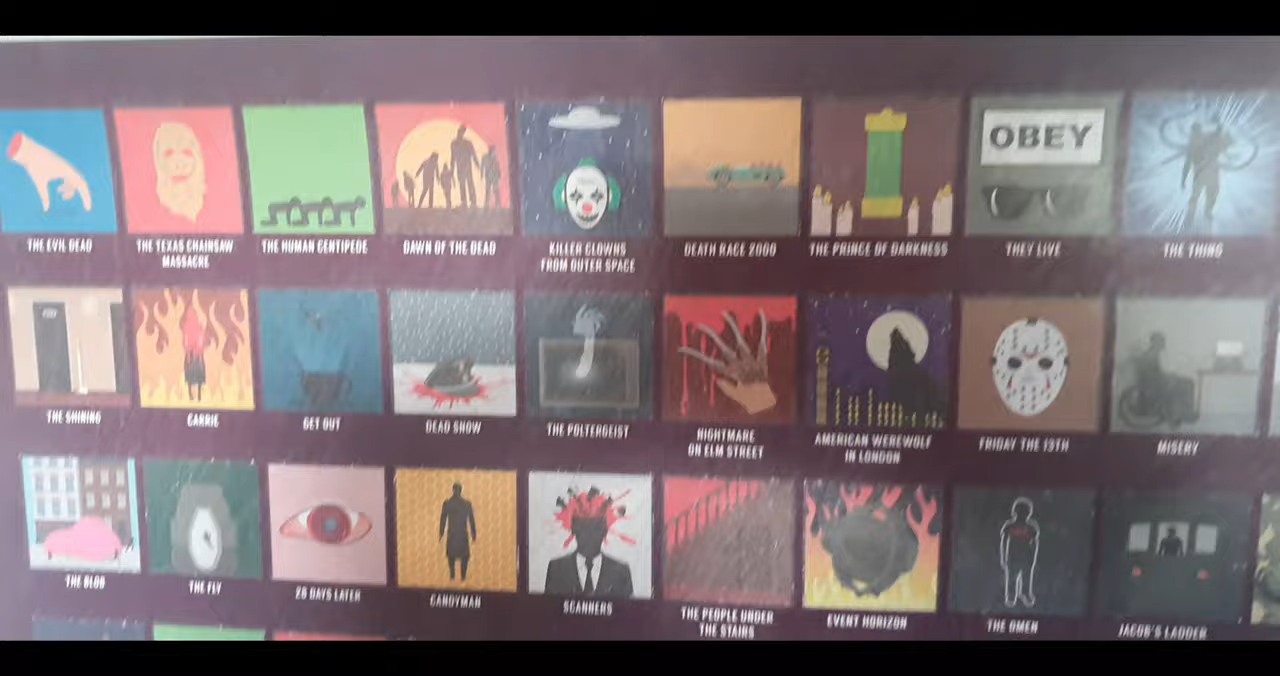 OBEY
THE EVIL DEAD
THE TEXAS CHAINSAW
MASSACRE
THE HUMAN CENTIPEDE
DAWN OF THE DEAD
KILLER CLOWNS
FROM OUTER SPACE
DEATH RACE 2000
THE PRINCE OF DARKNESS
THEY LIVE
THE THING
THE SHINING
CARRIE
GET OUT
DEAD SNOW
THE POLTERGEIST
NIGHTMARE
ON ELM STREET
AMERICAN WEREWOLF
IN LONDON
FRIDAY THE 13TH
MISERY
THE BLOB
THE FLY
28 DAYS LATER
CANDYMAN
SCANNERS
THE PEOPLE UNDER
THE STAIRS
EVENT HORIZON
THE OMEN
JACOB'S LADDER